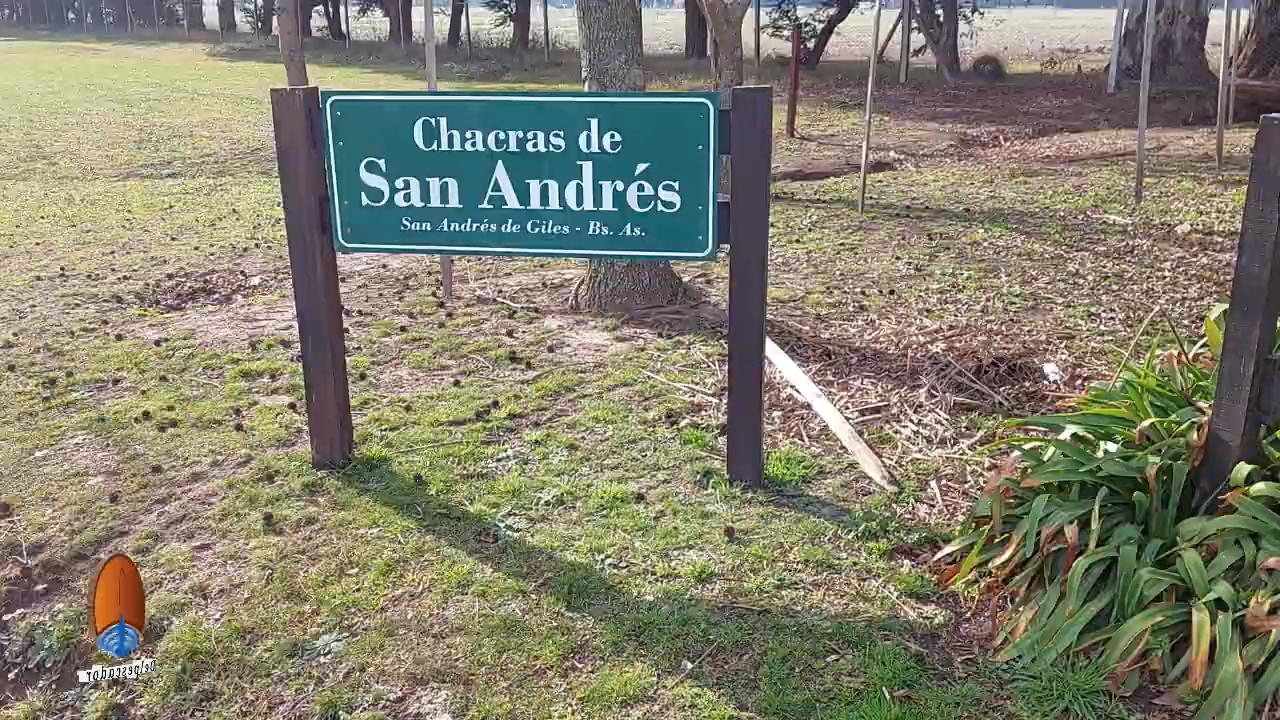 Chacras de
San Andrés
San Andrés de Giles - Bs. As.